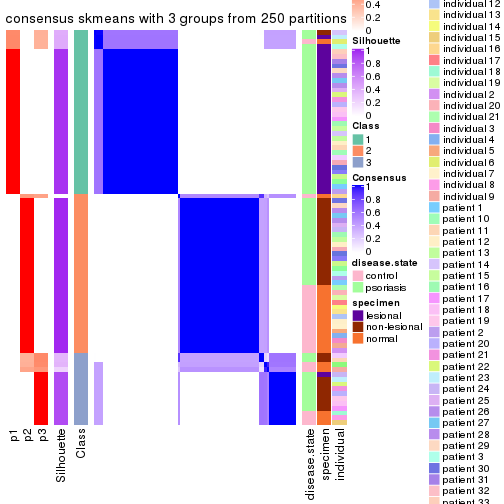 consensus skmeans with 3 groups from 250 partitions
p1
p2
p3
Silhouette
Class
disease.state
specimen
individual
0.4
0.2
0
Silhouette
1
0.8
0.6
0.4
0.2
0
Class
1
2
3
Consensus
1
0.8
0.6
0.4
0.2
0
disease.state
control
psoriasis
specimen
lesional
non-lesional
normal
individual 12
individual 13
individual 14
individual 15
individual 16
individual 17
individual 18
individual 19
individual 2
individual 20
individual 21
individual 3
individual 4
individual 5
individual 6
individual 7
individual 8
individual 9
patient 1
patient 10
patient 11
patient 12
patient 13
patient 14
patient 15
patient 16
patient 17
patient 18
patient 19
patient 2
patient 20
patient 21
patient 22
patient 23
patient 24
patient 25
patient 26
patient 27
patient 28
patient 29
patient 3
patient 30
patient 31
patient 32
patient 33